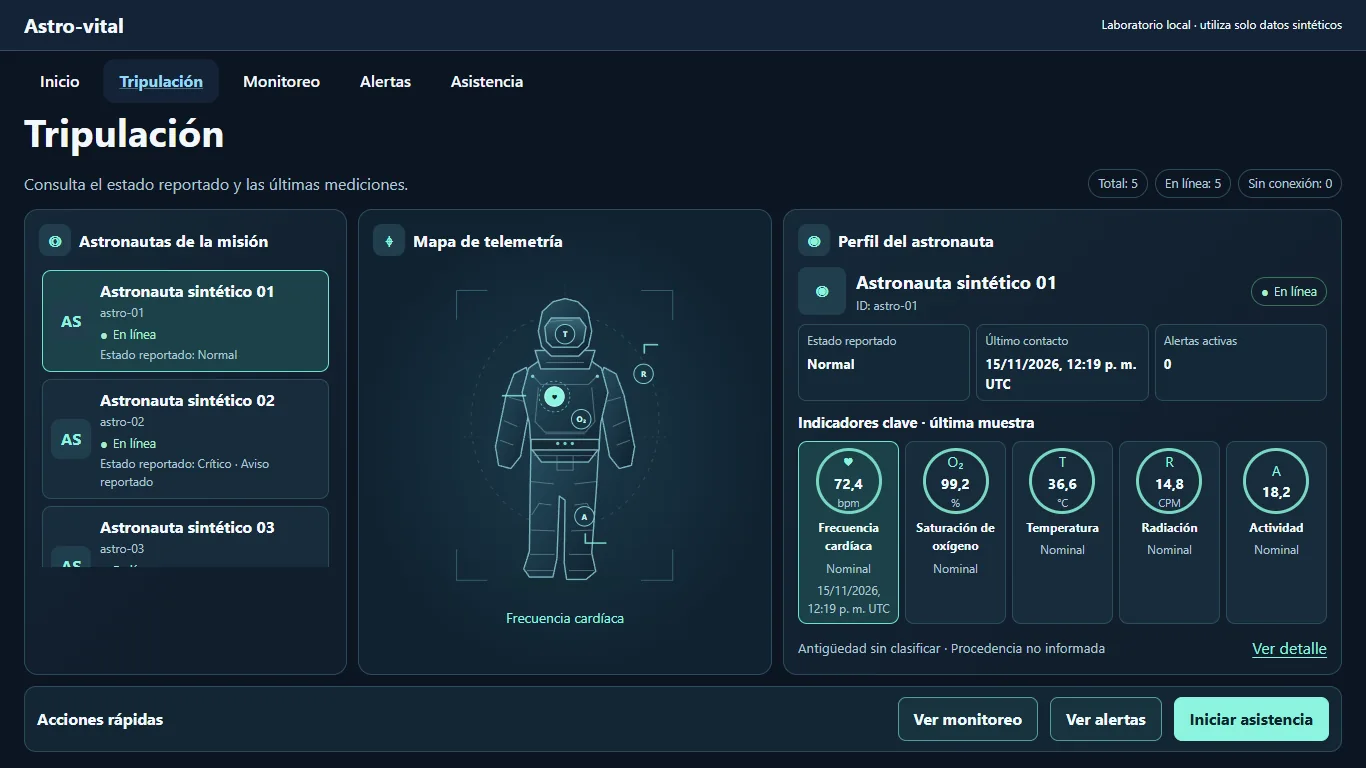 Astro-vital
Laboratorio local · utiliza solo datos sintéticos
Inicio
Tripulación
Monitoreo
Alertas
Asistencia
Tripulación
Consulta el estado reportado y las últimas mediciones.
Total: 5
En línea: 5
Sin conexión: 0
Astronautas de la misión
AS
Astronauta sintético 01
astro-01
En línea
Estado reportado: Normal
AS
Astronauta sintético 02
astro-02
En línea
Estado reportado: Crítico · Aviso
reportado
AS
Astronauta sintético 03
astro-03
Mapa de telemetría
T
R
O₂
A
Frecuencia cardíaca
Perfil del astronauta
Astronauta sintético 01
ID: astro-01
En línea
Estado reportado
Normal
Último contacto
15/11/2026, 12:19 p. m.
UTC
Alertas activas
0
Indicadores clave · última muestra
72,4
bpm
Frecuencia
cardíaca
Nominal
15/11/2026,
12:19 p. m. UTC
O₂
99,2
%
Saturación de
oxígeno
Nominal
T
36,6
°C
Temperatura
Nominal
R
14,8
CPM
Radiación
Nominal
A
18,2
Actividad
Nominal
Antigüedad sin clasificar · Procedencia no informada
Ver detalle
Acciones rápidas
Ver monitoreo
Ver alertas
Iniciar asistencia